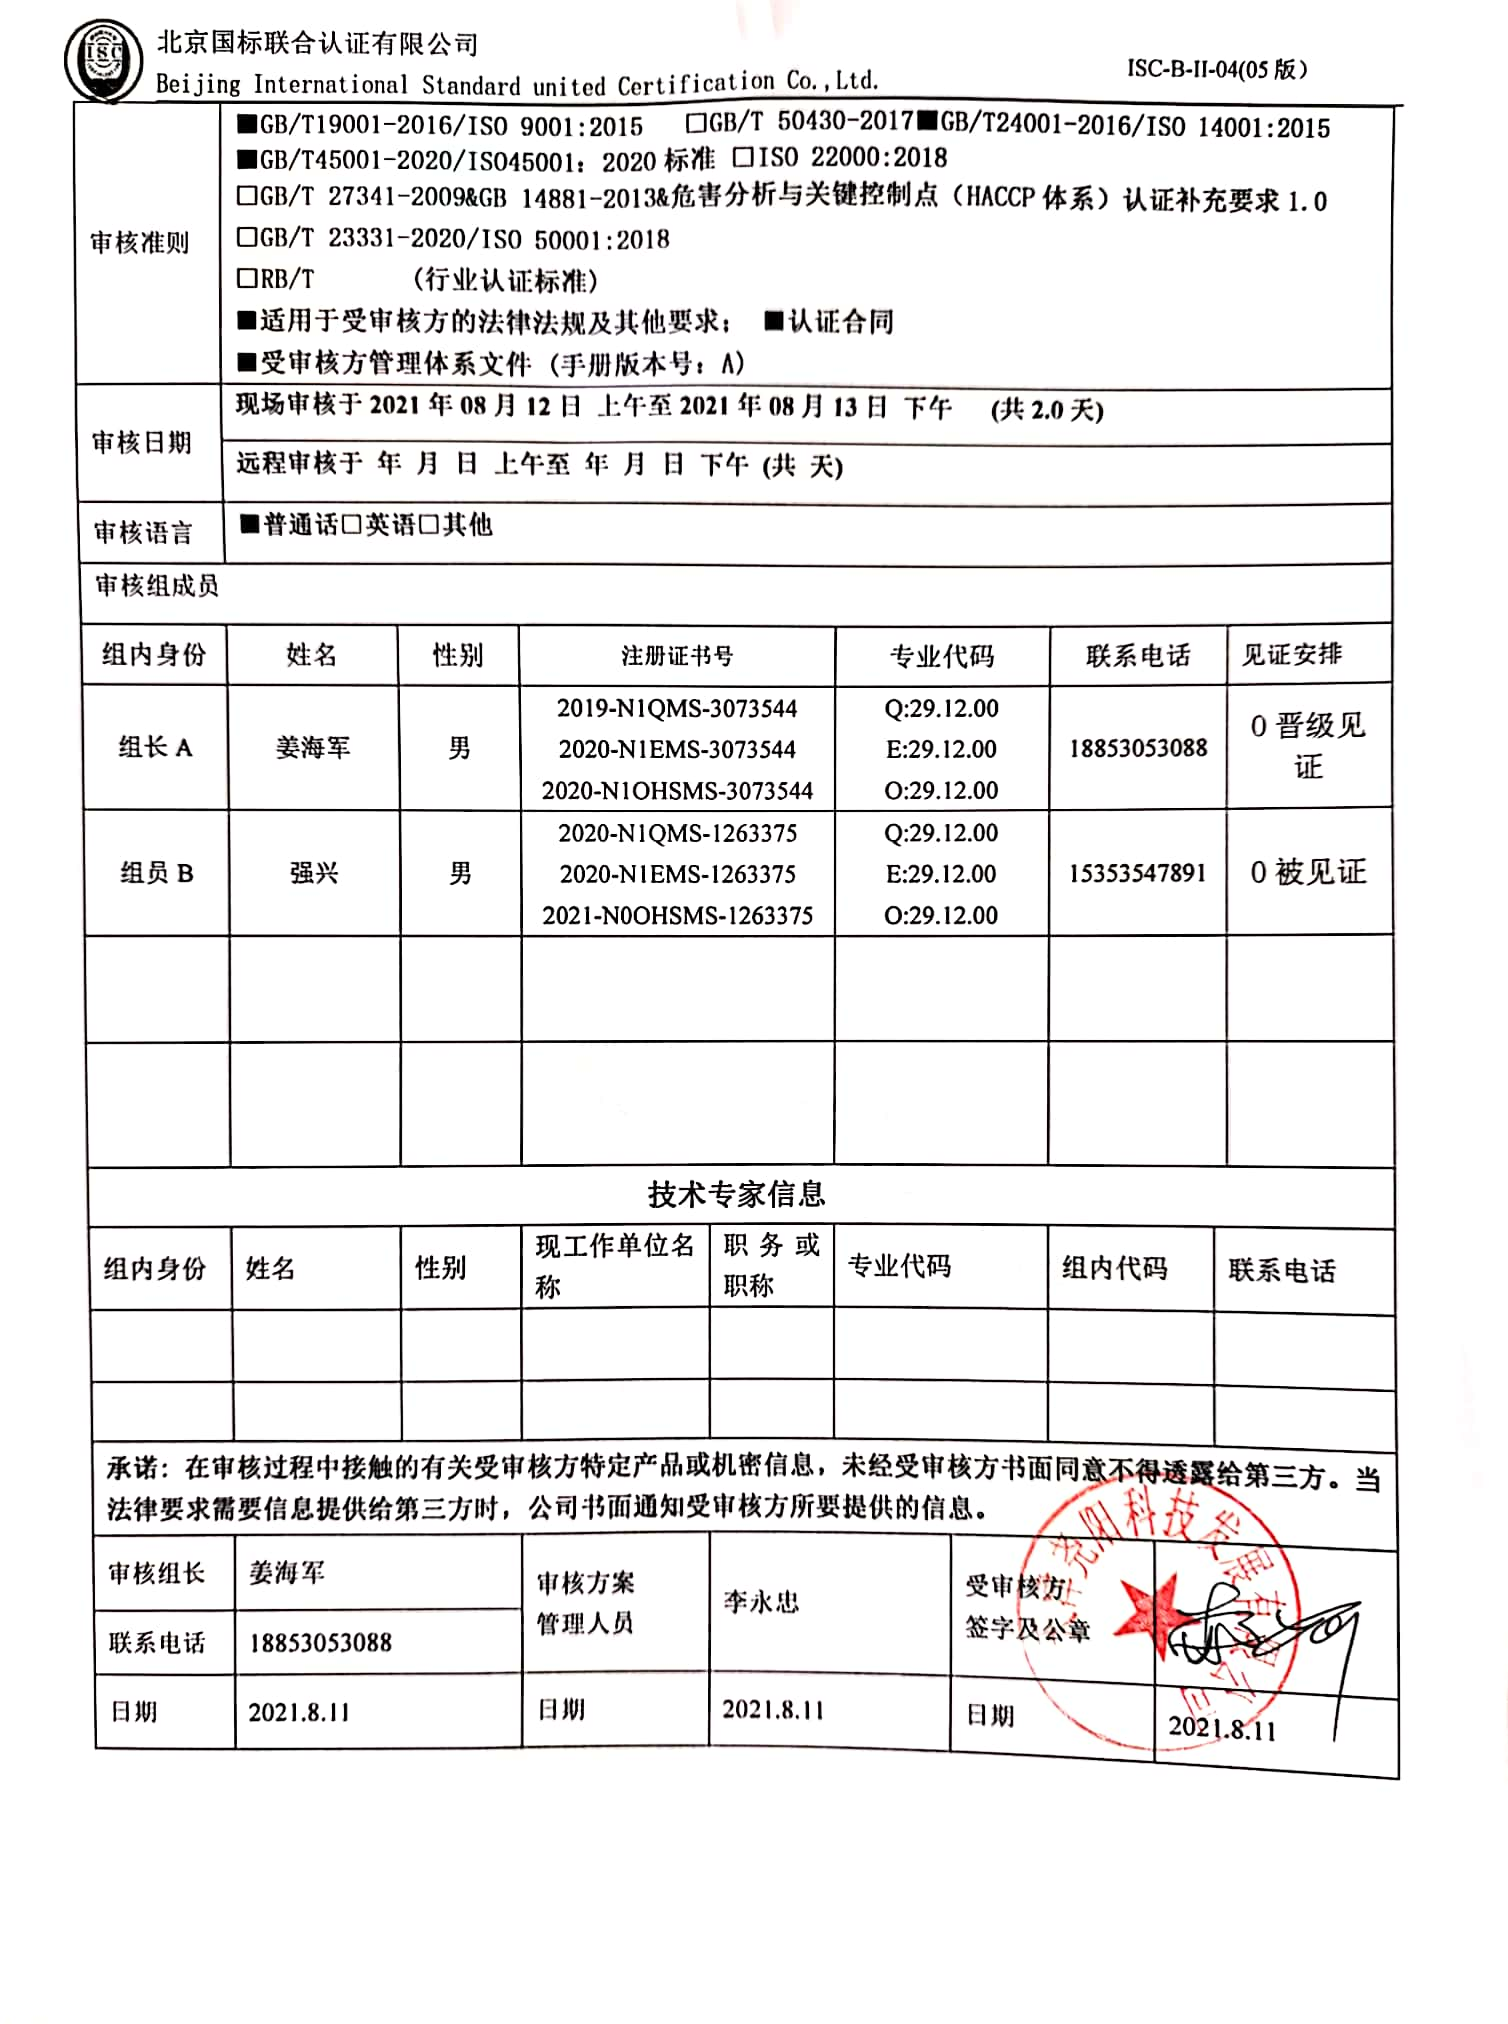 北京国标联合认证有限公司
Beijing International Standard united Certification Co.,Ltd.
ISC-B-II-04(05 版）
ISC
审核准则
■GB/T19001-2016/ISO 9001:2015 □GB/T 50430-2017■GB/T24001-2016/ISO 14001:2015
■GB/T45001-2020/ISO45001：2020 标准 □ISO 22000:2018
□GB/T 27341-2009&GB 14881-2013&危害分析与关键控制点（HACCP 体系）认证补充要求 1.0
□GB/T 23331-2020/ISO 50001:2018
□RB/T （行业认证标准）
■适用于受审核方的法律法规及其他要求； ■认证合同
■受审核方管理体系文件（手册版本号：A）
审核日期
现场审核于 2021 年 08 月 12 日 上午至 2021 年 08 月 13 日 下午 (共 2.0 天)
远程审核于 年 月 日 上午至 年 月 日 下午 (共 天)
审核语言
■普通话□英语□其他
审核组成员
组内身份 姓名 性别 注册证书号 专业代码 联系电话 见证安排
2019-N1QMS-3073544 Q:29.12.00
组长 A 姜海军 男 2020-N1EMS-3073544 E:29.12.00 18853053088 0 晋级见
证
2020-N1OHSMS-3073544 O:29.12.00
2020-N1QMS-1263375 Q:29.12.00
组员 B 强兴 男 2020-N1EMS-1263375 E:29.12.00 15353547891 0 被见证
2021-N0OHSMS-1263375 O:29.12.00
技术专家信息
组内身份 姓名 性别 现工作单位名 职 务 或 专业代码 组内代码 联系电话
称 职称
承诺：在审核过程中接触的有关受审核方特定产品或机密信息，未经受审核方书面同意不得透露给第三方。当
法律要求需要信息提供给第三方时，公司书面通知受审核方所要提供的信息。
审核组长 姜海军 审核方案 李永忠 受审核方
联系电话 18853053088 管理人员 签字及公章
日期 2021.8.11 日期 2021.8.11 日期 2021.8.11
阳科技发展有限公司